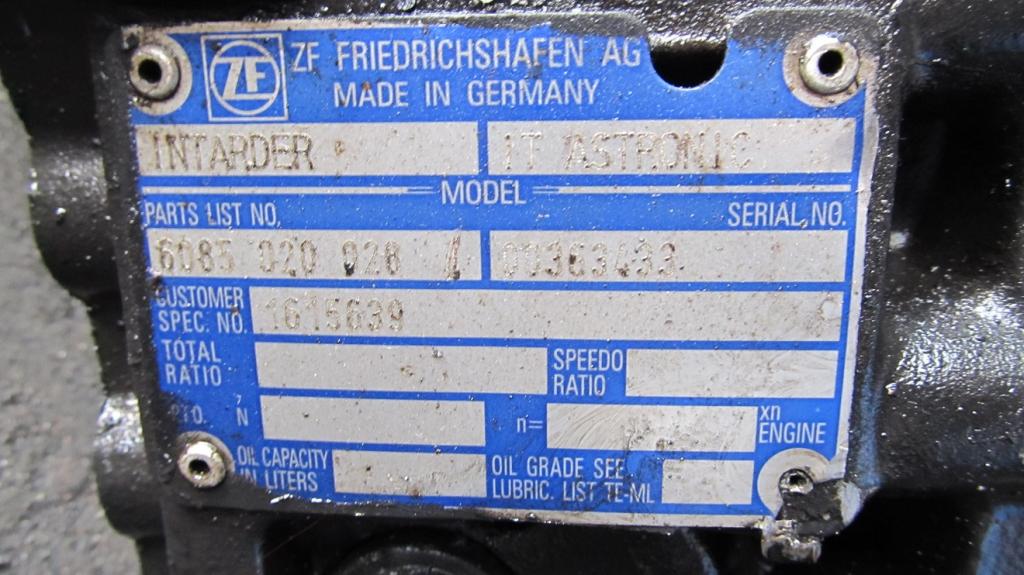 ZF
ZF FRIEDRICHSHAFEN AG
MADE IN GERMANY
INTARDER
IT ASTRONIC
MODEL
PARTS LIST NO.
SERIAL NO.
6085 020 028
00363433
CUSTOMER
SPEC. NO.
1615639
TOTAL
RATIO
SPEEDO
RATIO
P.T.O.
N
n=
xn
ENGINE
OIL CAPACITY
IN LITERS
OIL GRADE SEE
LUBRIC. LIST TE-ML